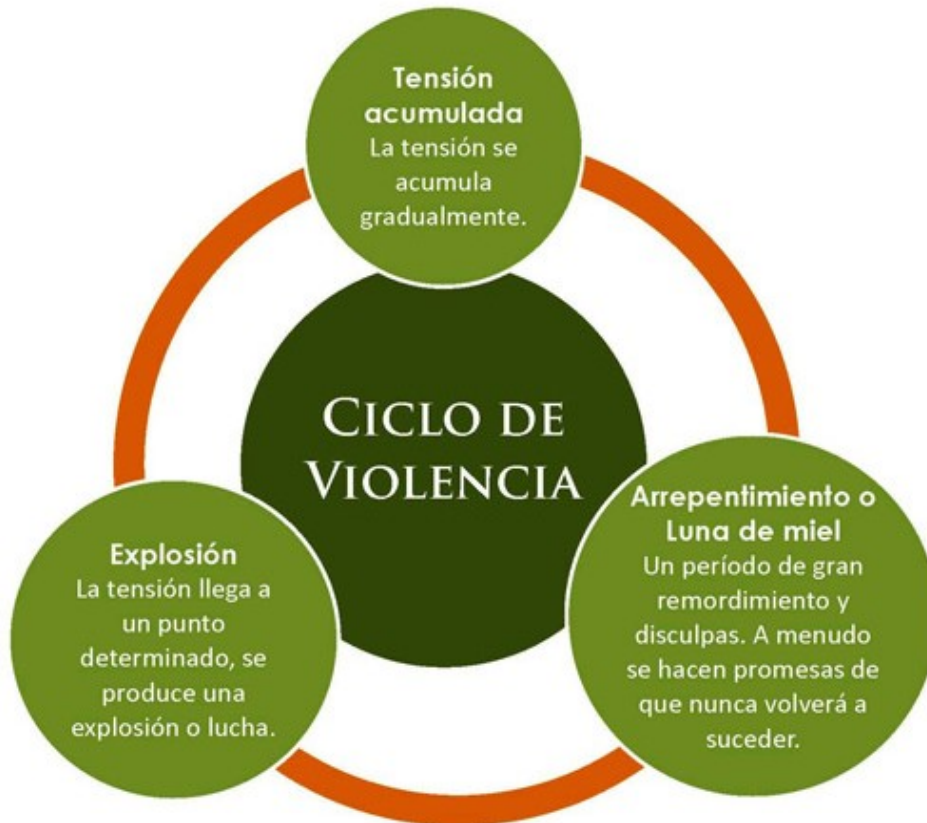 Tensión
acumulada
La tensión se
acumula
gradualmente.
CICLO DE
VIOLENCIA
Explosión
La tensión llega a
un punto
determinado, se
produce una
explosión o lucha.
Arrepentimiento o
Luna de miel
Un período de gran
remordimiento y
disculpas. A menudo
se hacen promesas de
que nunca volverá a
suceder.